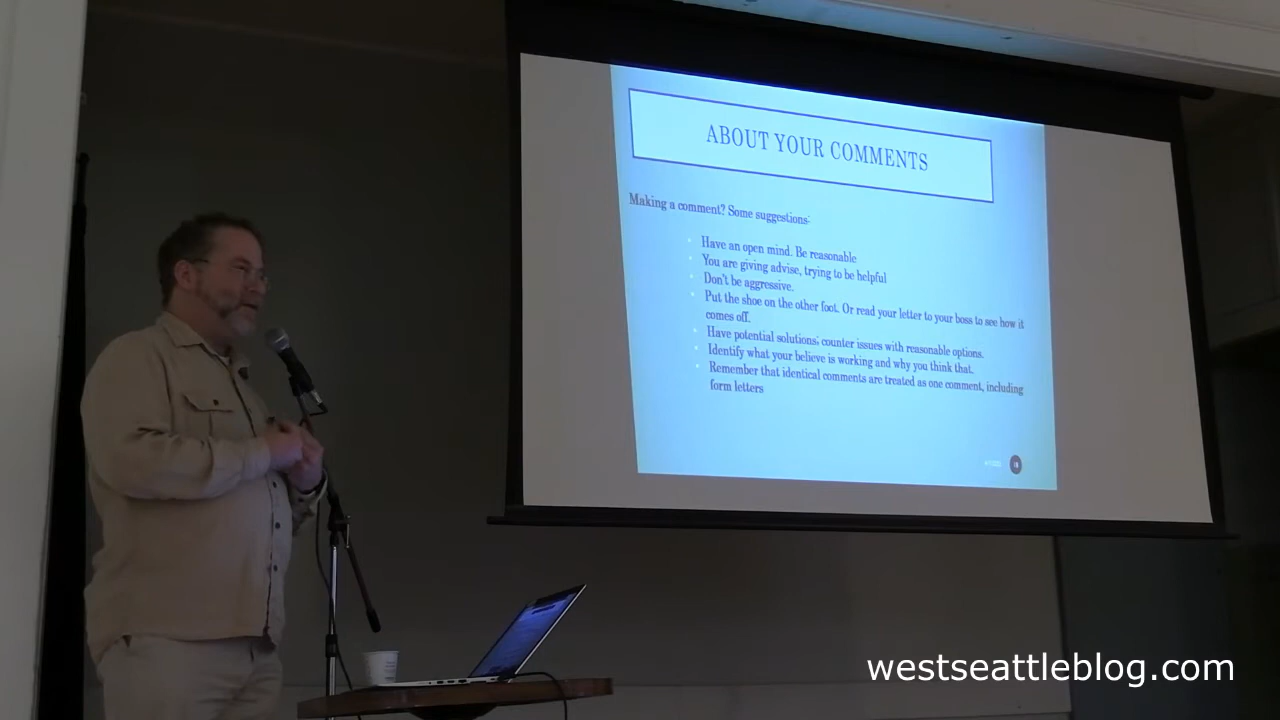 ABOUT YOUR COMMENTS
Making a comment? Some suggestions:
Have an open mind. Be reasonable
You are giving advise, trying to be helpful
Don't be aggressive.
Put the shoe on the other foot. Or read your letter to your boss to see how it
comes off.
Have potential solutions; counter issues with reasonable options.
Identify what your believe is working and why you think that.
Remember that identical comments are treated as one comment, including
form letters
westseattleblog.com